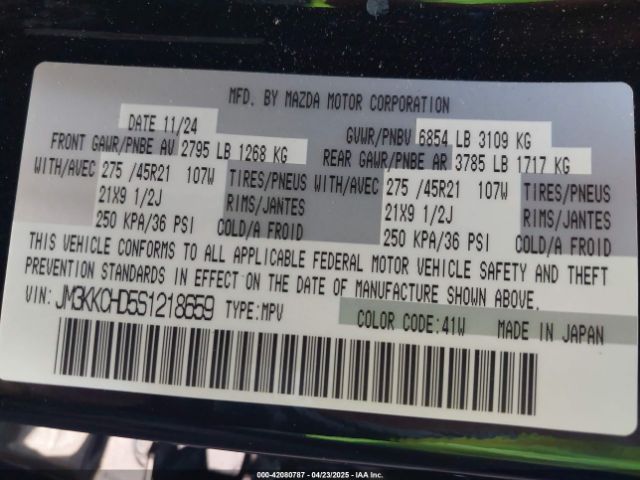 MFD. BY MAZDA MOTOR CORPORATION
DATE 11/24 GVWR/PNBV 6854 LB 3109 KG
FRONT GAWR/PNBE AV 2795 LB 1268 KG REAR GAWR/PNBE AR 3785 LB 1717 KG
WITH/AVEC 275 /45R21 107W TIRES/PNEUS WITH/AVEC 275 /45R21 107W TIRES/PNEUS
21X9 1/2J RIMS/JANTES 21X9 1/2J RIMS/JANTES
250 KPA/36 PSI COLD/A FROID 250 KPA/36 PSI COLD/A FROID
THIS VEHICLE CONFORMS TO ALL APPLICABLE FEDERAL MOTOR VEHICLE SAFETY AND THEFT
PREVENTION STANDARDS IN EFFECT ON THE DATE OF MANUFACTURE SHOWN ABOVE.
VIN: JM3KKCHD5S1218659 TYPE:MPV COLOR CODE:41W MADE IN JAPAN
000-42080787 - 04/23/2025 - IAA Inc.